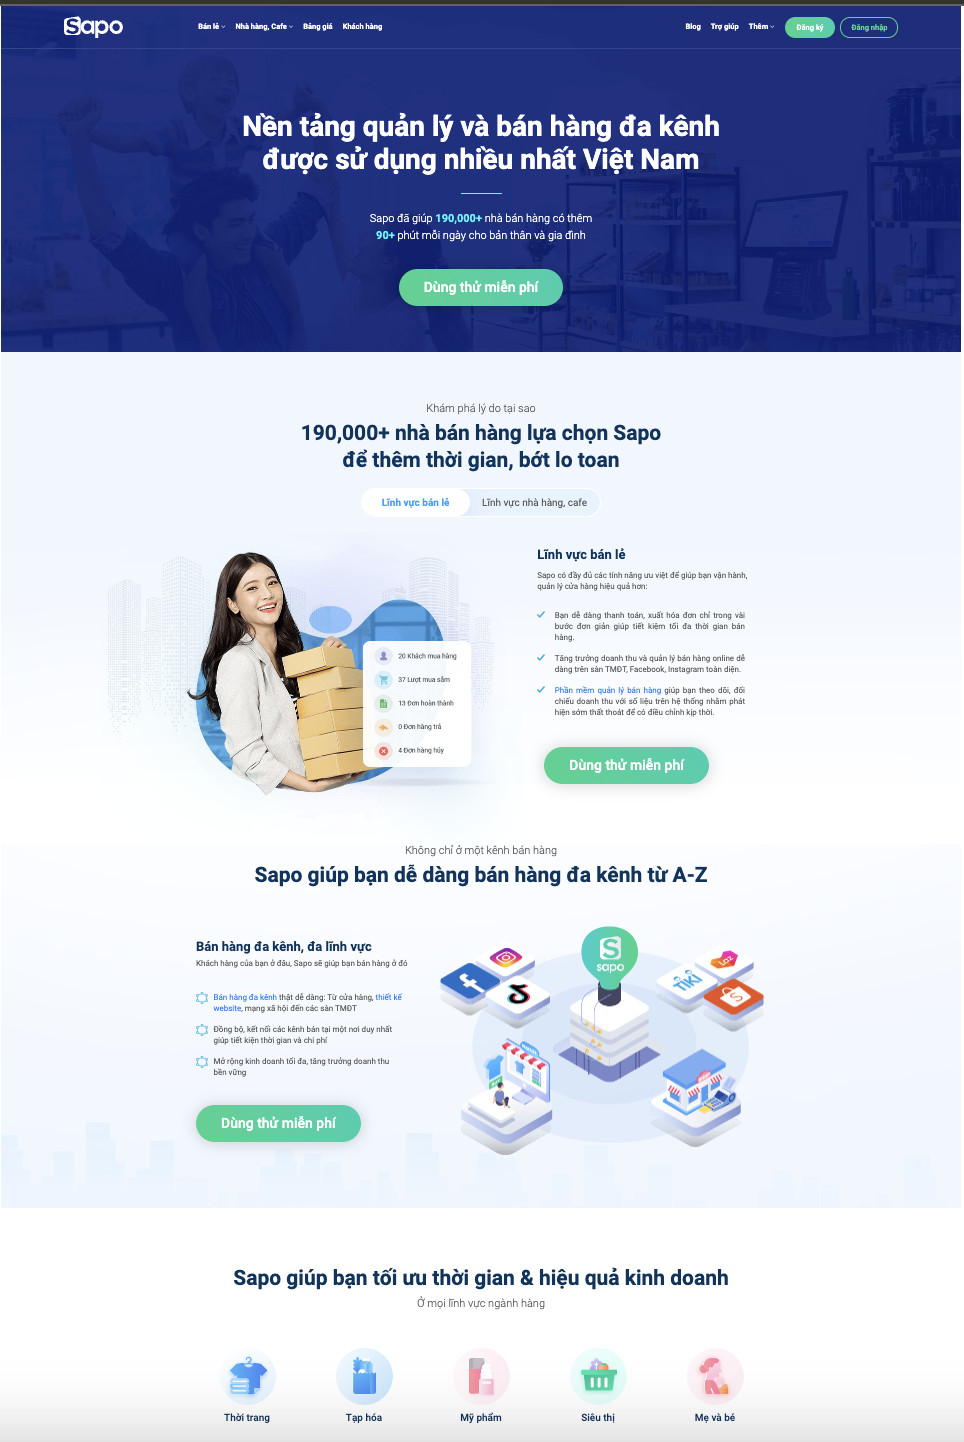 Sapo
Bán lẻ
Nhà hàng, Cafe
Bảng giá
Khách hàng
Blog
Trợ giúp
Thêm
Đăng ký
Đăng nhập
Nền tảng quản lý và bán hàng đa kênh
được sử dụng nhiều nhất Việt Nam
Sapo đã giúp 190,000+ nhà bán hàng có thêm
90+ phút mỗi ngày cho bản thân và gia đình
Dùng thử miễn phí
Khám phá lý do tại sao
190,000+ nhà bán hàng lựa chọn Sapo
để thêm thời gian, bớt lo toan
Lĩnh vực bán lẻ
Lĩnh vực nhà hàng, cafe
20 Khách mua hàng
37 Lượt mua sắm
13 Đơn hoàn thành
0 Đơn hàng trả
4 Đơn hàng hủy
Lĩnh vực bán lẻ
Sapo có đầy đủ các tính năng ưu việt để giúp bạn vận hành,
quản lý cửa hàng hiệu quả hơn:
Bạn dễ dàng thanh toán, xuất hóa đơn chỉ trong vài
bước đơn giản giúp tiết kiệm tối đa thời gian bán
hàng.
Tăng trưởng doanh thu và quản lý bán hàng online dễ
dàng trên sàn TMĐT, Facebook, Instagram toàn diện.
Phần mềm quản lý bán hàng giúp bạn theo dõi, đối
chiếu doanh thu với số liệu trên hệ thống nhằm phát
hiện sớm thất thoát để có điều chỉnh kịp thời.
Dùng thử miễn phí
Không chỉ ở một kênh bán hàng
Sapo giúp bạn dễ dàng bán hàng đa kênh từ A-Z
Bán hàng đa kênh, đa lĩnh vực
Khách hàng của bạn ở đâu, Sapo sẽ giúp bạn bán hàng ở đó
Bán hàng đa kênh thật dễ dàng: Từ cửa hàng, thiết kế
website, mạng xã hội đến các sàn TMĐT
Đồng bộ, kết nối các kênh bán tại một nơi duy nhất
giúp tiết kiệm thời gian và chi phí
Mở rộng kinh doanh tối đa, tăng trưởng doanh thu
bền vững
Dùng thử miễn phí
sapo
TIKI
Laz
Sapo giúp bạn tối ưu thời gian & hiệu quả kinh doanh
Ở mọi lĩnh vực ngành hàng
Thời trang
Tạp hóa
Mỹ phẩm
Siêu thị
Mẹ và bé